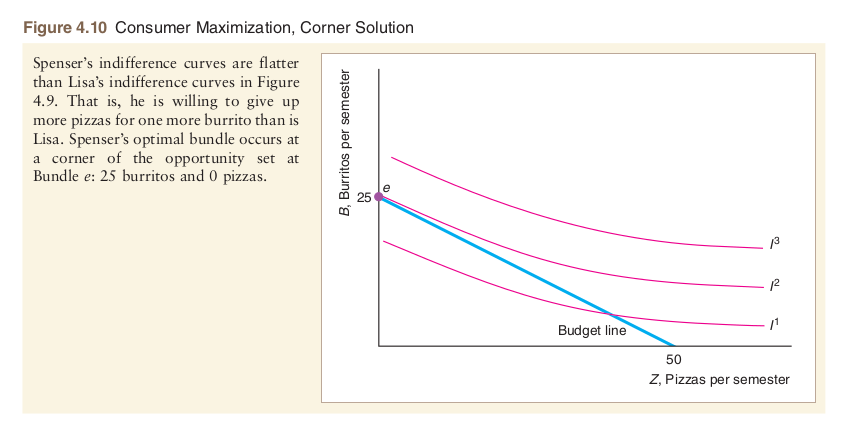 Figure 4.10 Consumer Maximization, Corner Solution
Spenser's indifference curves are flatter
than Lisa's indifference curves in Figure
4.9. That is, he is willing to give up
more pizzas for one more burrito than is
Lisa. Spenser's optimal bundle occurs at
a corner of the opportunity set at
Bundle e: 25 burritos and 0 pizzas.
B, Burritos per semester
e
25
I³
I²
I¹
Budget line
50
Z, Pizzas per semester